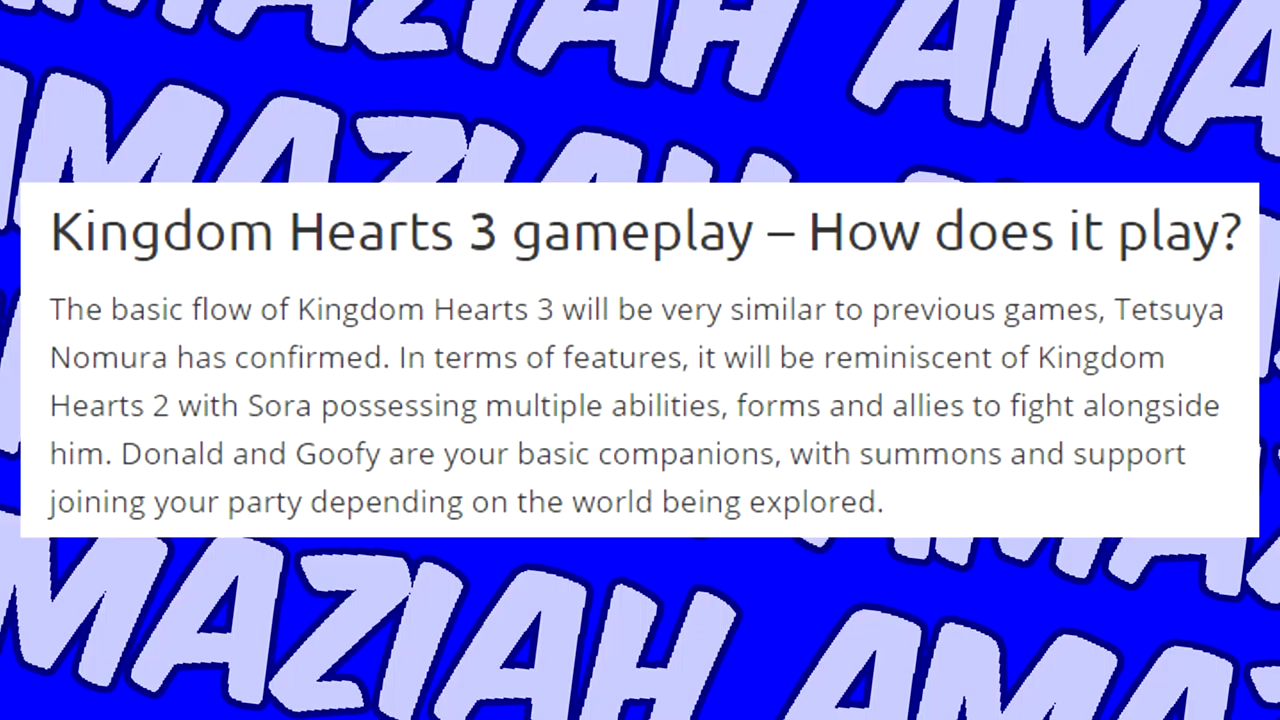 AMAZIAH AMA
AMAZIAH
Kingdom Hearts 3 gameplay – How does it play?
The basic flow of Kingdom Hearts 3 will be very similar to previous games, Tetsuya
Nomura has confirmed. In terms of features, it will be reminiscent of Kingdom
Hearts 2 with Sora possessing multiple abilities, forms and allies to fight alongside
him. Donald and Goofy are your basic companions, with summons and support
joining your party depending on the world being explored.
AMAZIAH AMA